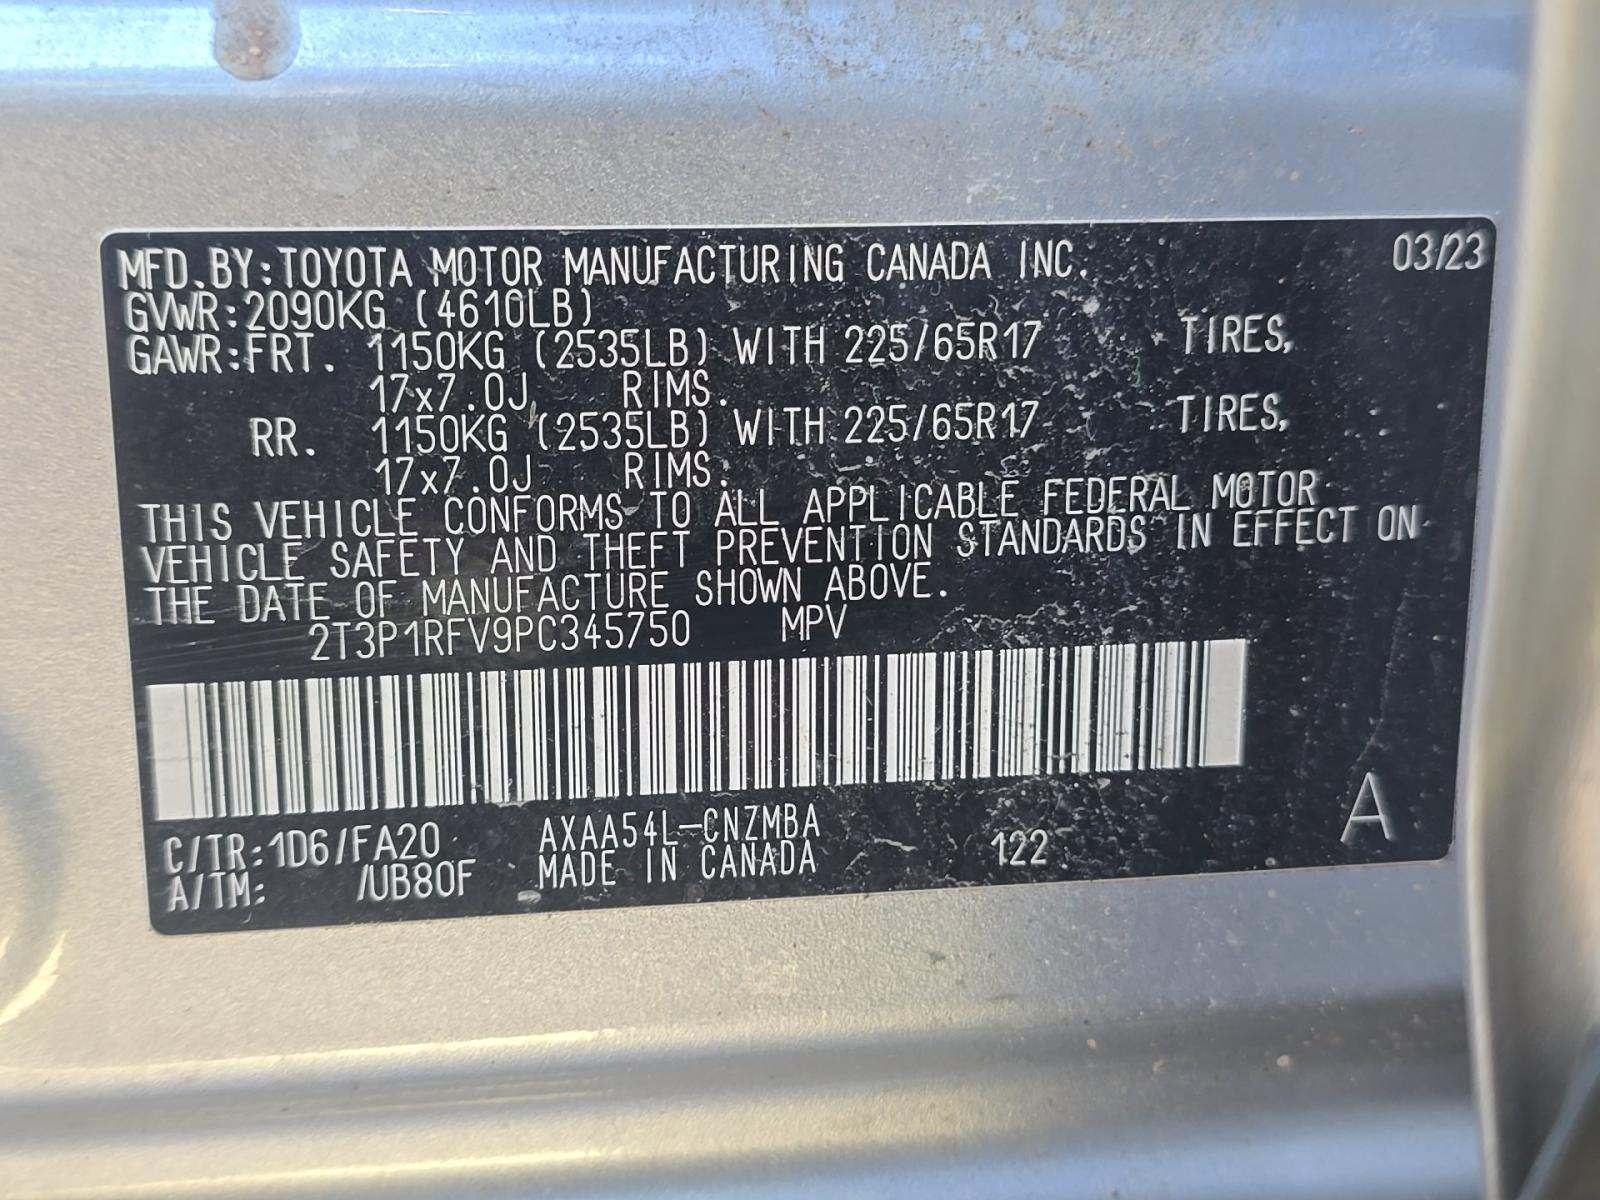 MFD.BY:TOYOTA MOTOR MANUFACTURING CANADA INC. 03/23
GVWR:2090KG (4610LB)
GAWR:FRT. 1150KG (2535LB) WITH 225/65R17 TIRES,
17x7.0J RIMS.
RR. 1150KG (2535LB) WITH 225/65R17 TIRES,
17x7.0J RIMS.
THIS VEHICLE CONFORMS TO ALL APPLICABLE FEDERAL MOTOR
VEHICLE SAFETY AND THEFT PREVENTION STANDARDS IN EFFECT ON
THE DATE OF MANUFACTURE SHOWN ABOVE.
2T3P1RFV9PC345750 MPV
C/TR:1D6/FA20 AXAA54L-CNZMBA 122 A
A/TM: /UB80F MADE IN CANADA